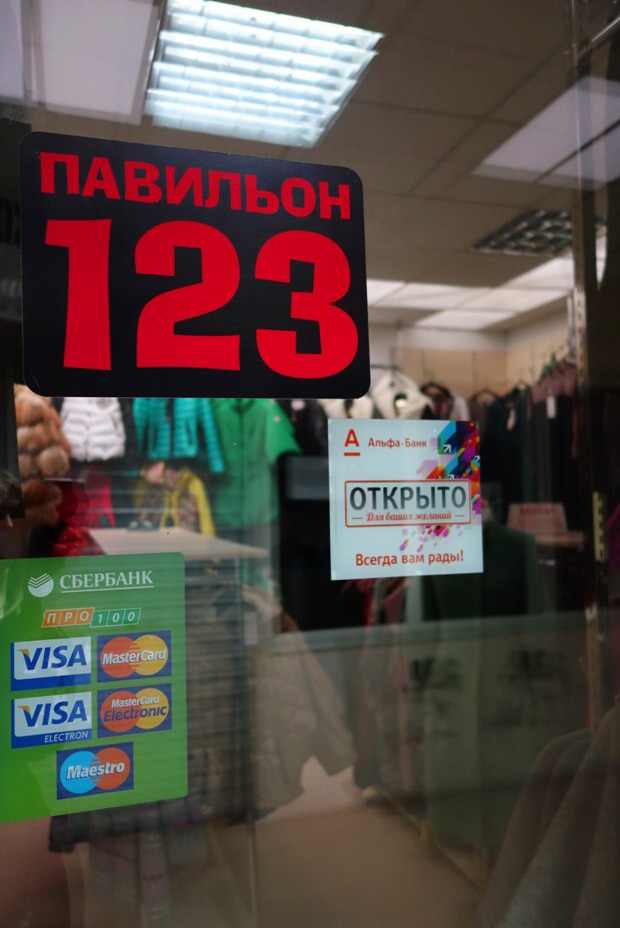 ПАВИЛЬОН
123
А Альфа-Банк
ОТКРЫТО
Для ваших желаний
Всегда вам рады!
СБЕРБАНК
ПРО100
VISA MasterCard
VISA ELECTRON MasterCard Electronic
Maestro